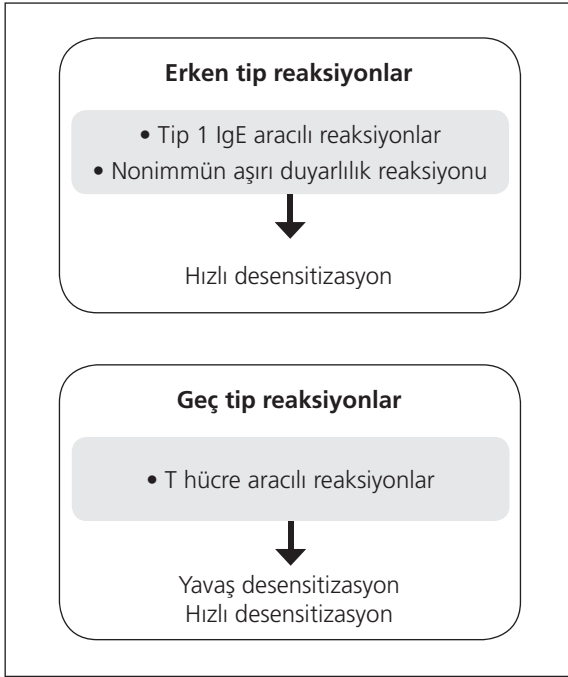 Erken tip reaksiyonlar
• Tip 1 IgE aracılı reaksiyonlar
• Nonimmün aşırı duyarlılık reaksiyonu
Hızlı desensitizasyon
Geç tip reaksiyonlar
• T hücre aracılı reaksiyonlar
Yavaş desensitizasyon
Hızlı desensitizasyon